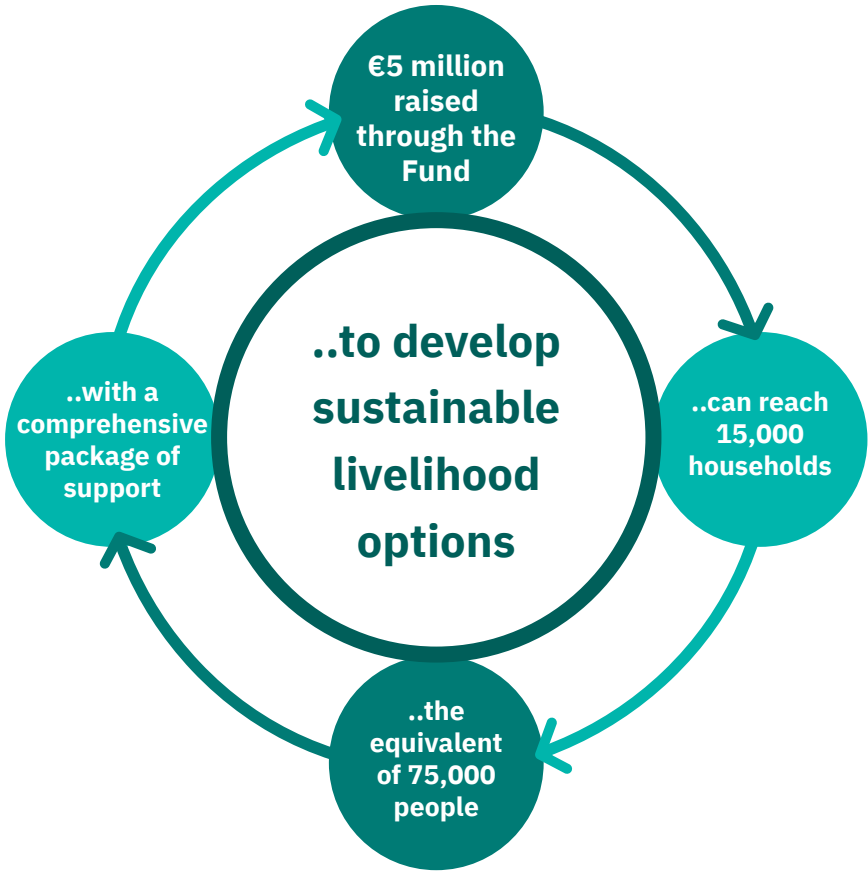 €5 million
raised
through the
Fund
..can reach
15,000
households
..the
equivalent
of 75,000
people
..with a
comprehensive
package of
support
..to develop
sustainable
livelihood
options